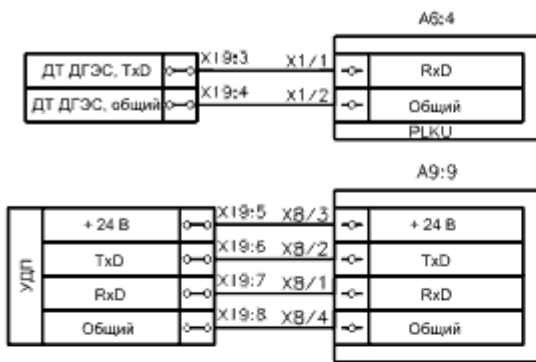 A6:4
ДТ ДГЭС, TxD X19:3 X1/1 RxD
ДТ ДГЭС, общий X19:4 X1/2 Общий
PLKU
A9:9
УДП
+ 24 В X19:5 X8/3 + 24 В
TxD X19:6 X8/2 TxD
RxD X19:7 X8/1 RxD
Общий X19:8 X8/4 Общий